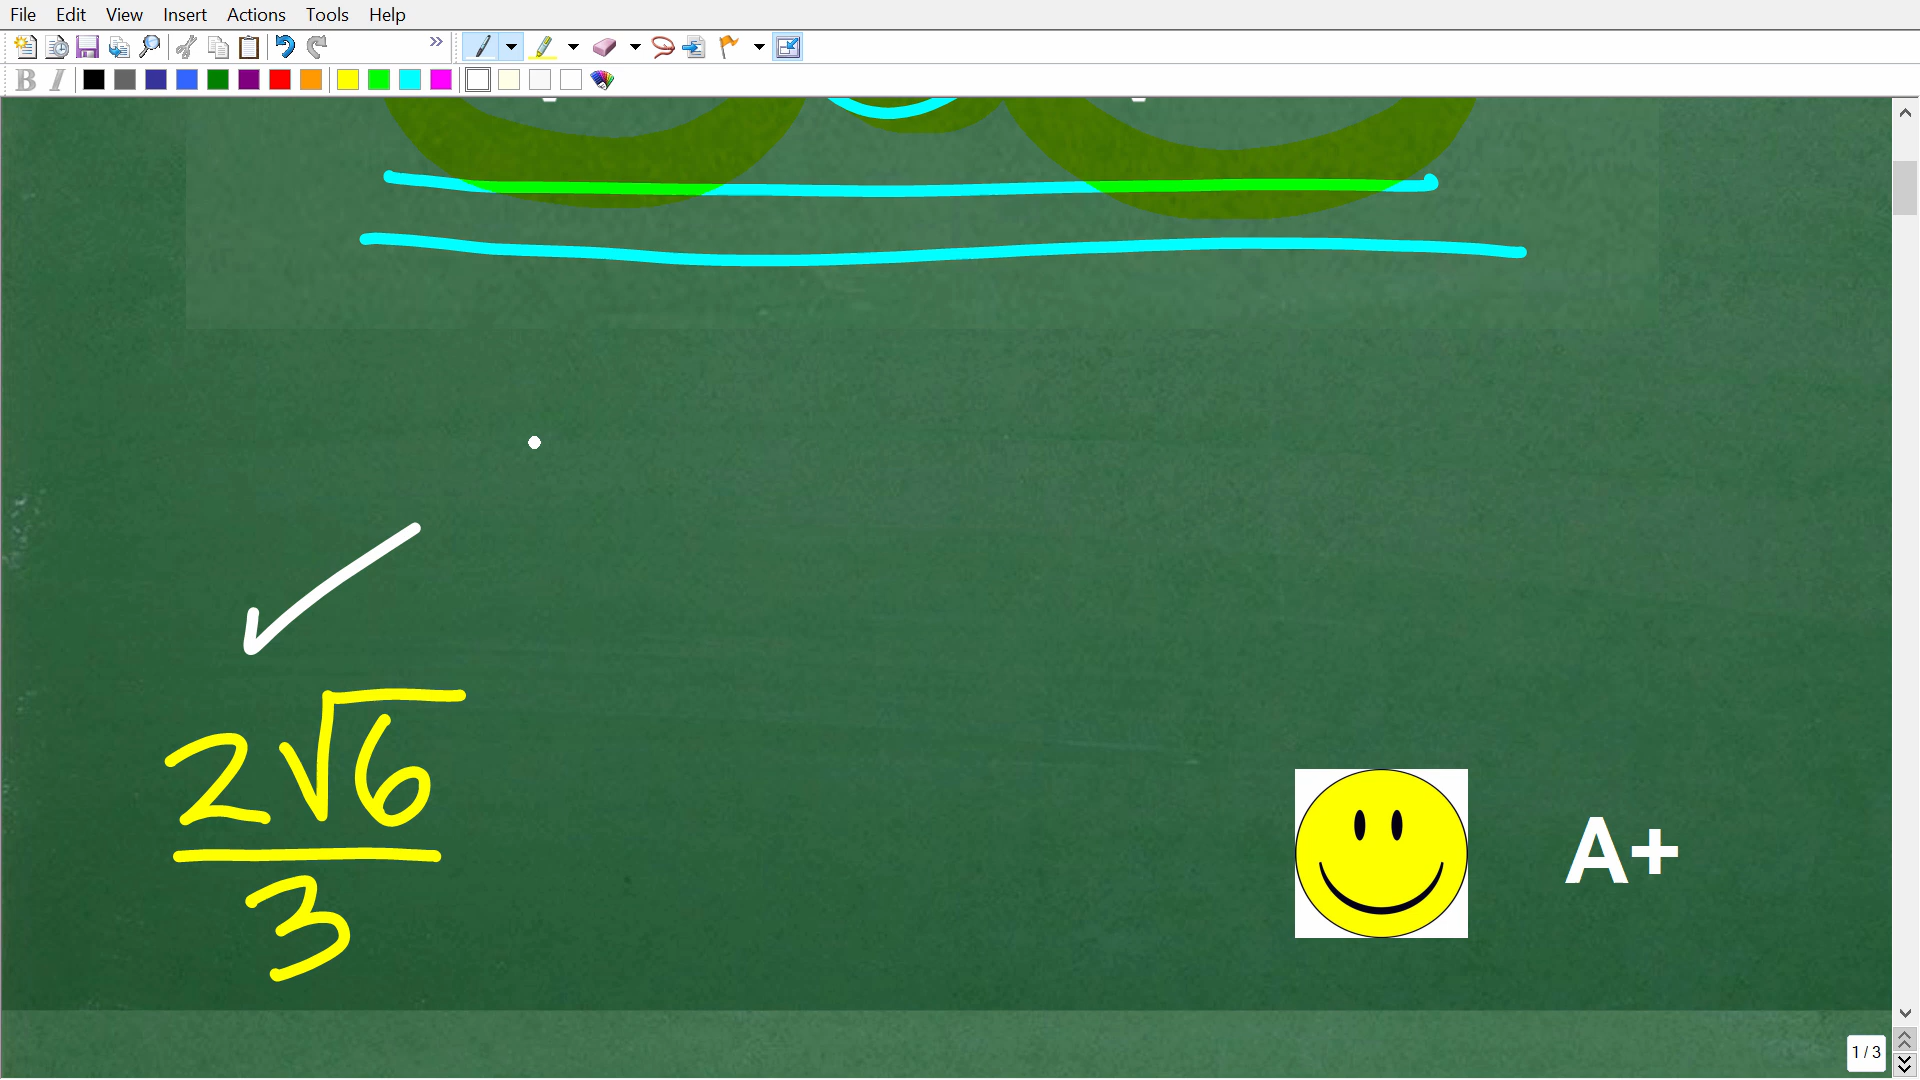 File Edit View Insert Actions Tools Help
B I
2√6
3
A+
1 / 3